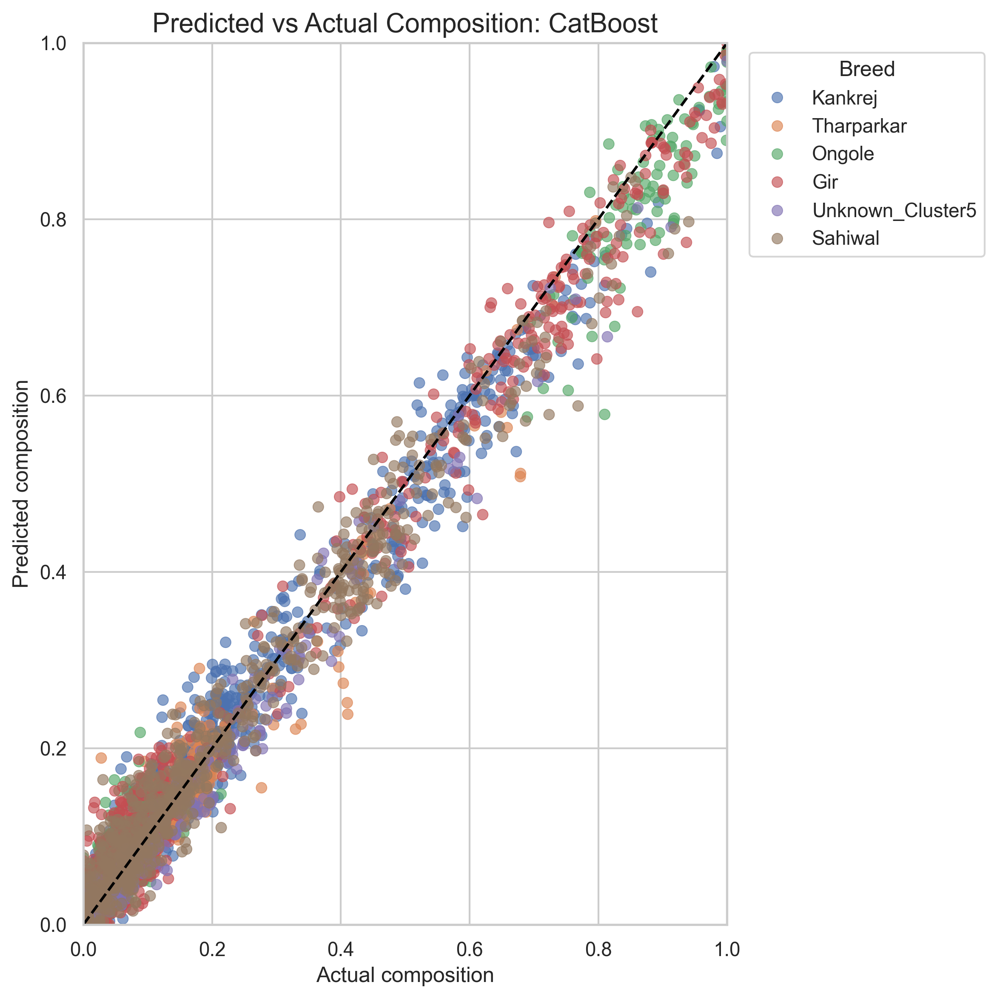 Predicted vs Actual Composition: CatBoost
1.0
0.8
0.6
0.4
0.2
0.0
Predicted composition
0.0 0.2 0.4 0.6 0.8 1.0
Actual composition
Breed
Kankrej
Tharparkar
Ongole
Gir
Unknown_Cluster5
Sahiwal